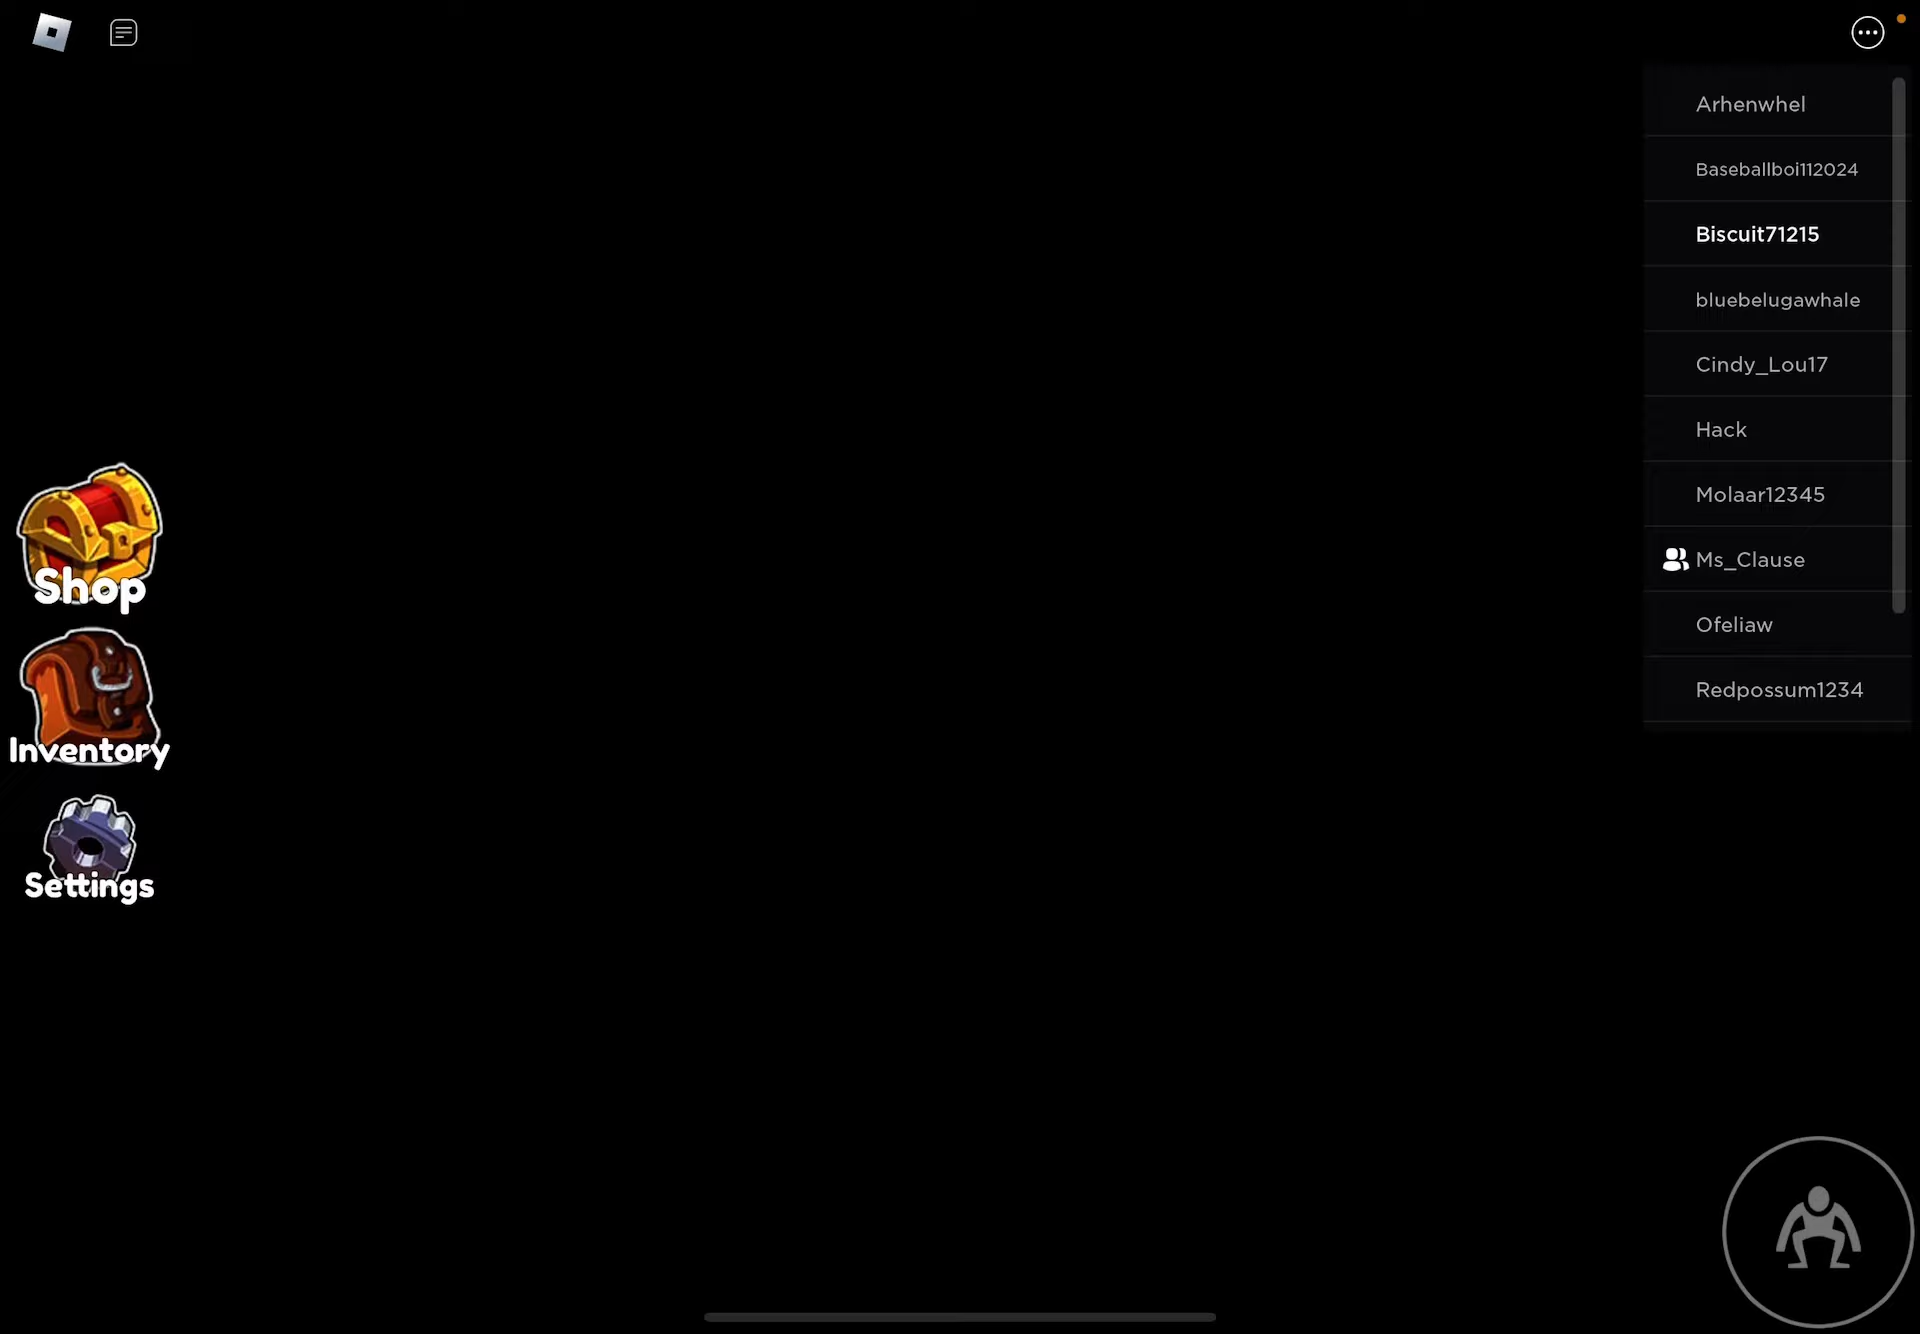 Arhenwhel
Baseballboi112024
Biscuit71215
bluebelugawhale
Cindy_Lou17
Hack
Molaar12345
Ms_Clause
Ofeliaw
Redpossum1234
Shop
Inventory
Settings